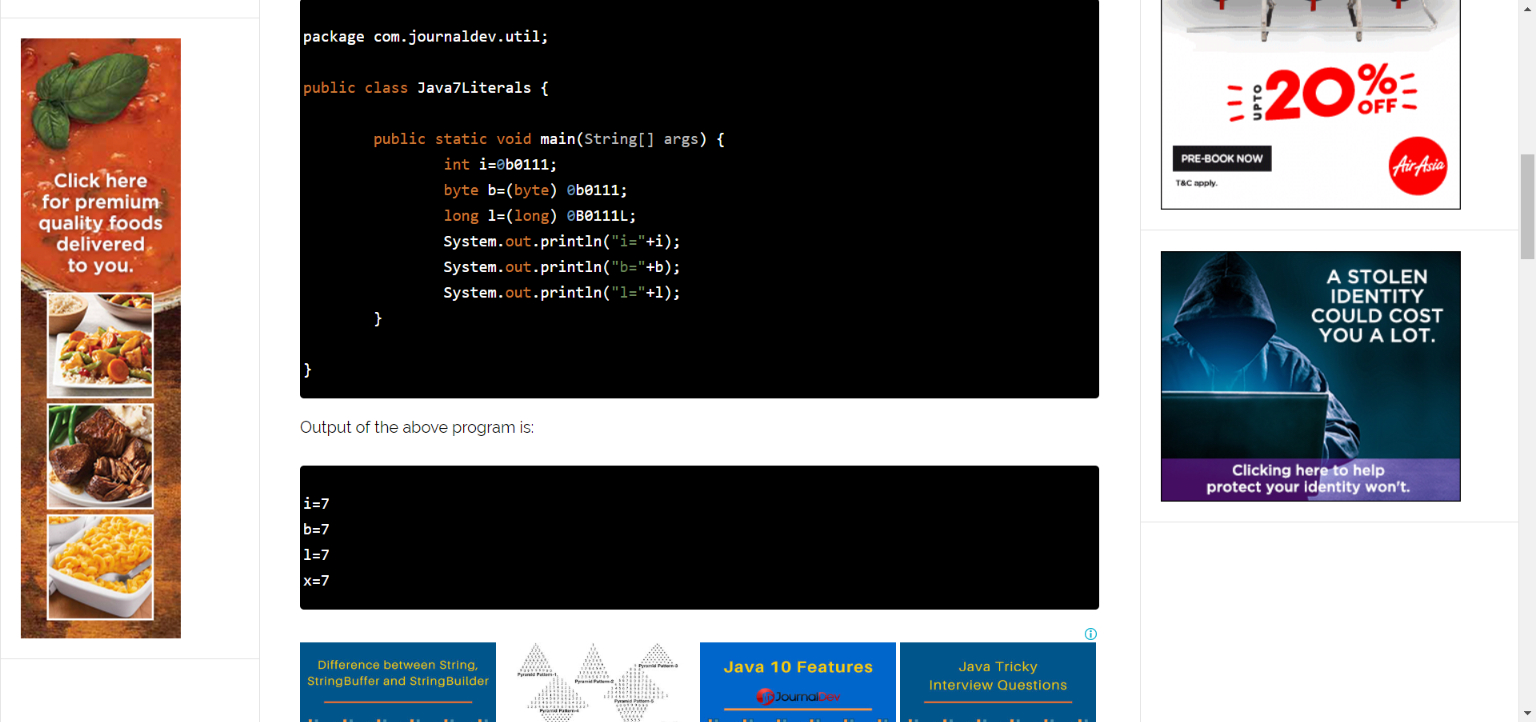 Click here
for premium
quality foods
delivered
to you.
package com.journaldev.util;
public class Java7Literals {
public static void main(String[] args) {
int i=0b0111;
byte b=(byte) 0b0111;
long l=(long) 0B0111L;
System.out.println("i="+i);
System.out.println("b="+b);
System.out.println("l="+l);
}
}
Output of the above program is:
i=7
b=7
l=7
x=7
Difference between String,
StringBuffer and StringBuilder
Pyramid Pattern-1
Pyramid Pattern-2
Pyramid Pattern-3
Pyramid Pattern-4
Pyramid Pattern-5
Java 10 Features
JournalDev
Java Tricky
Interview Questions
UPTO
20%
OFF
PRE-BOOK NOW
T&C apply.
AirAsia
A STOLEN
IDENTITY
COULD COST
YOU A LOT.
Clicking here to help
protect your identity won't.